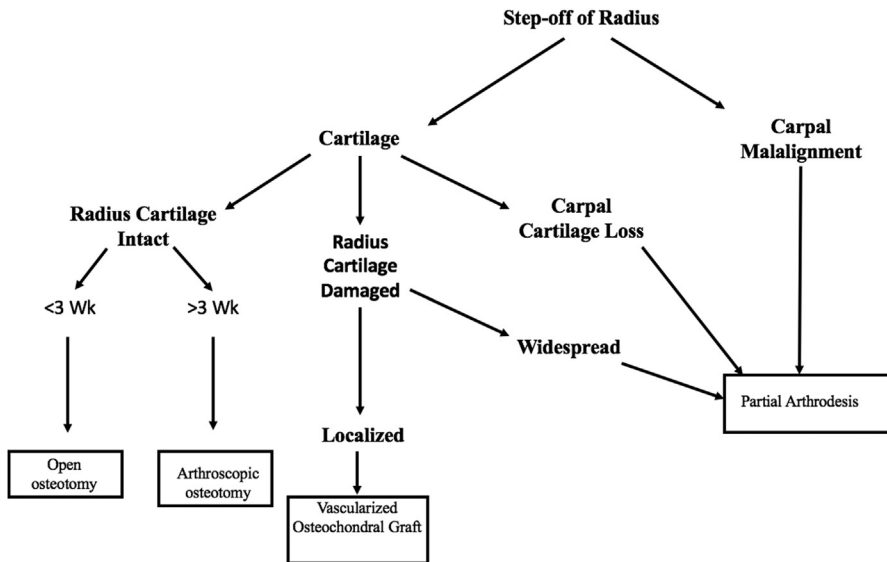 Step-off of Radius
Cartilage
Carpal
Malalignment
Radius Cartilage
Intact
Radius
Cartilage
Damaged
Carpal
Cartilage Loss
<3 Wk
>3 Wk
Widespread
Partial Arthrodesis
Localized
Open
osteotomy
Arthroscopic
osteotomy
Vascularized
Osteochondral Graft